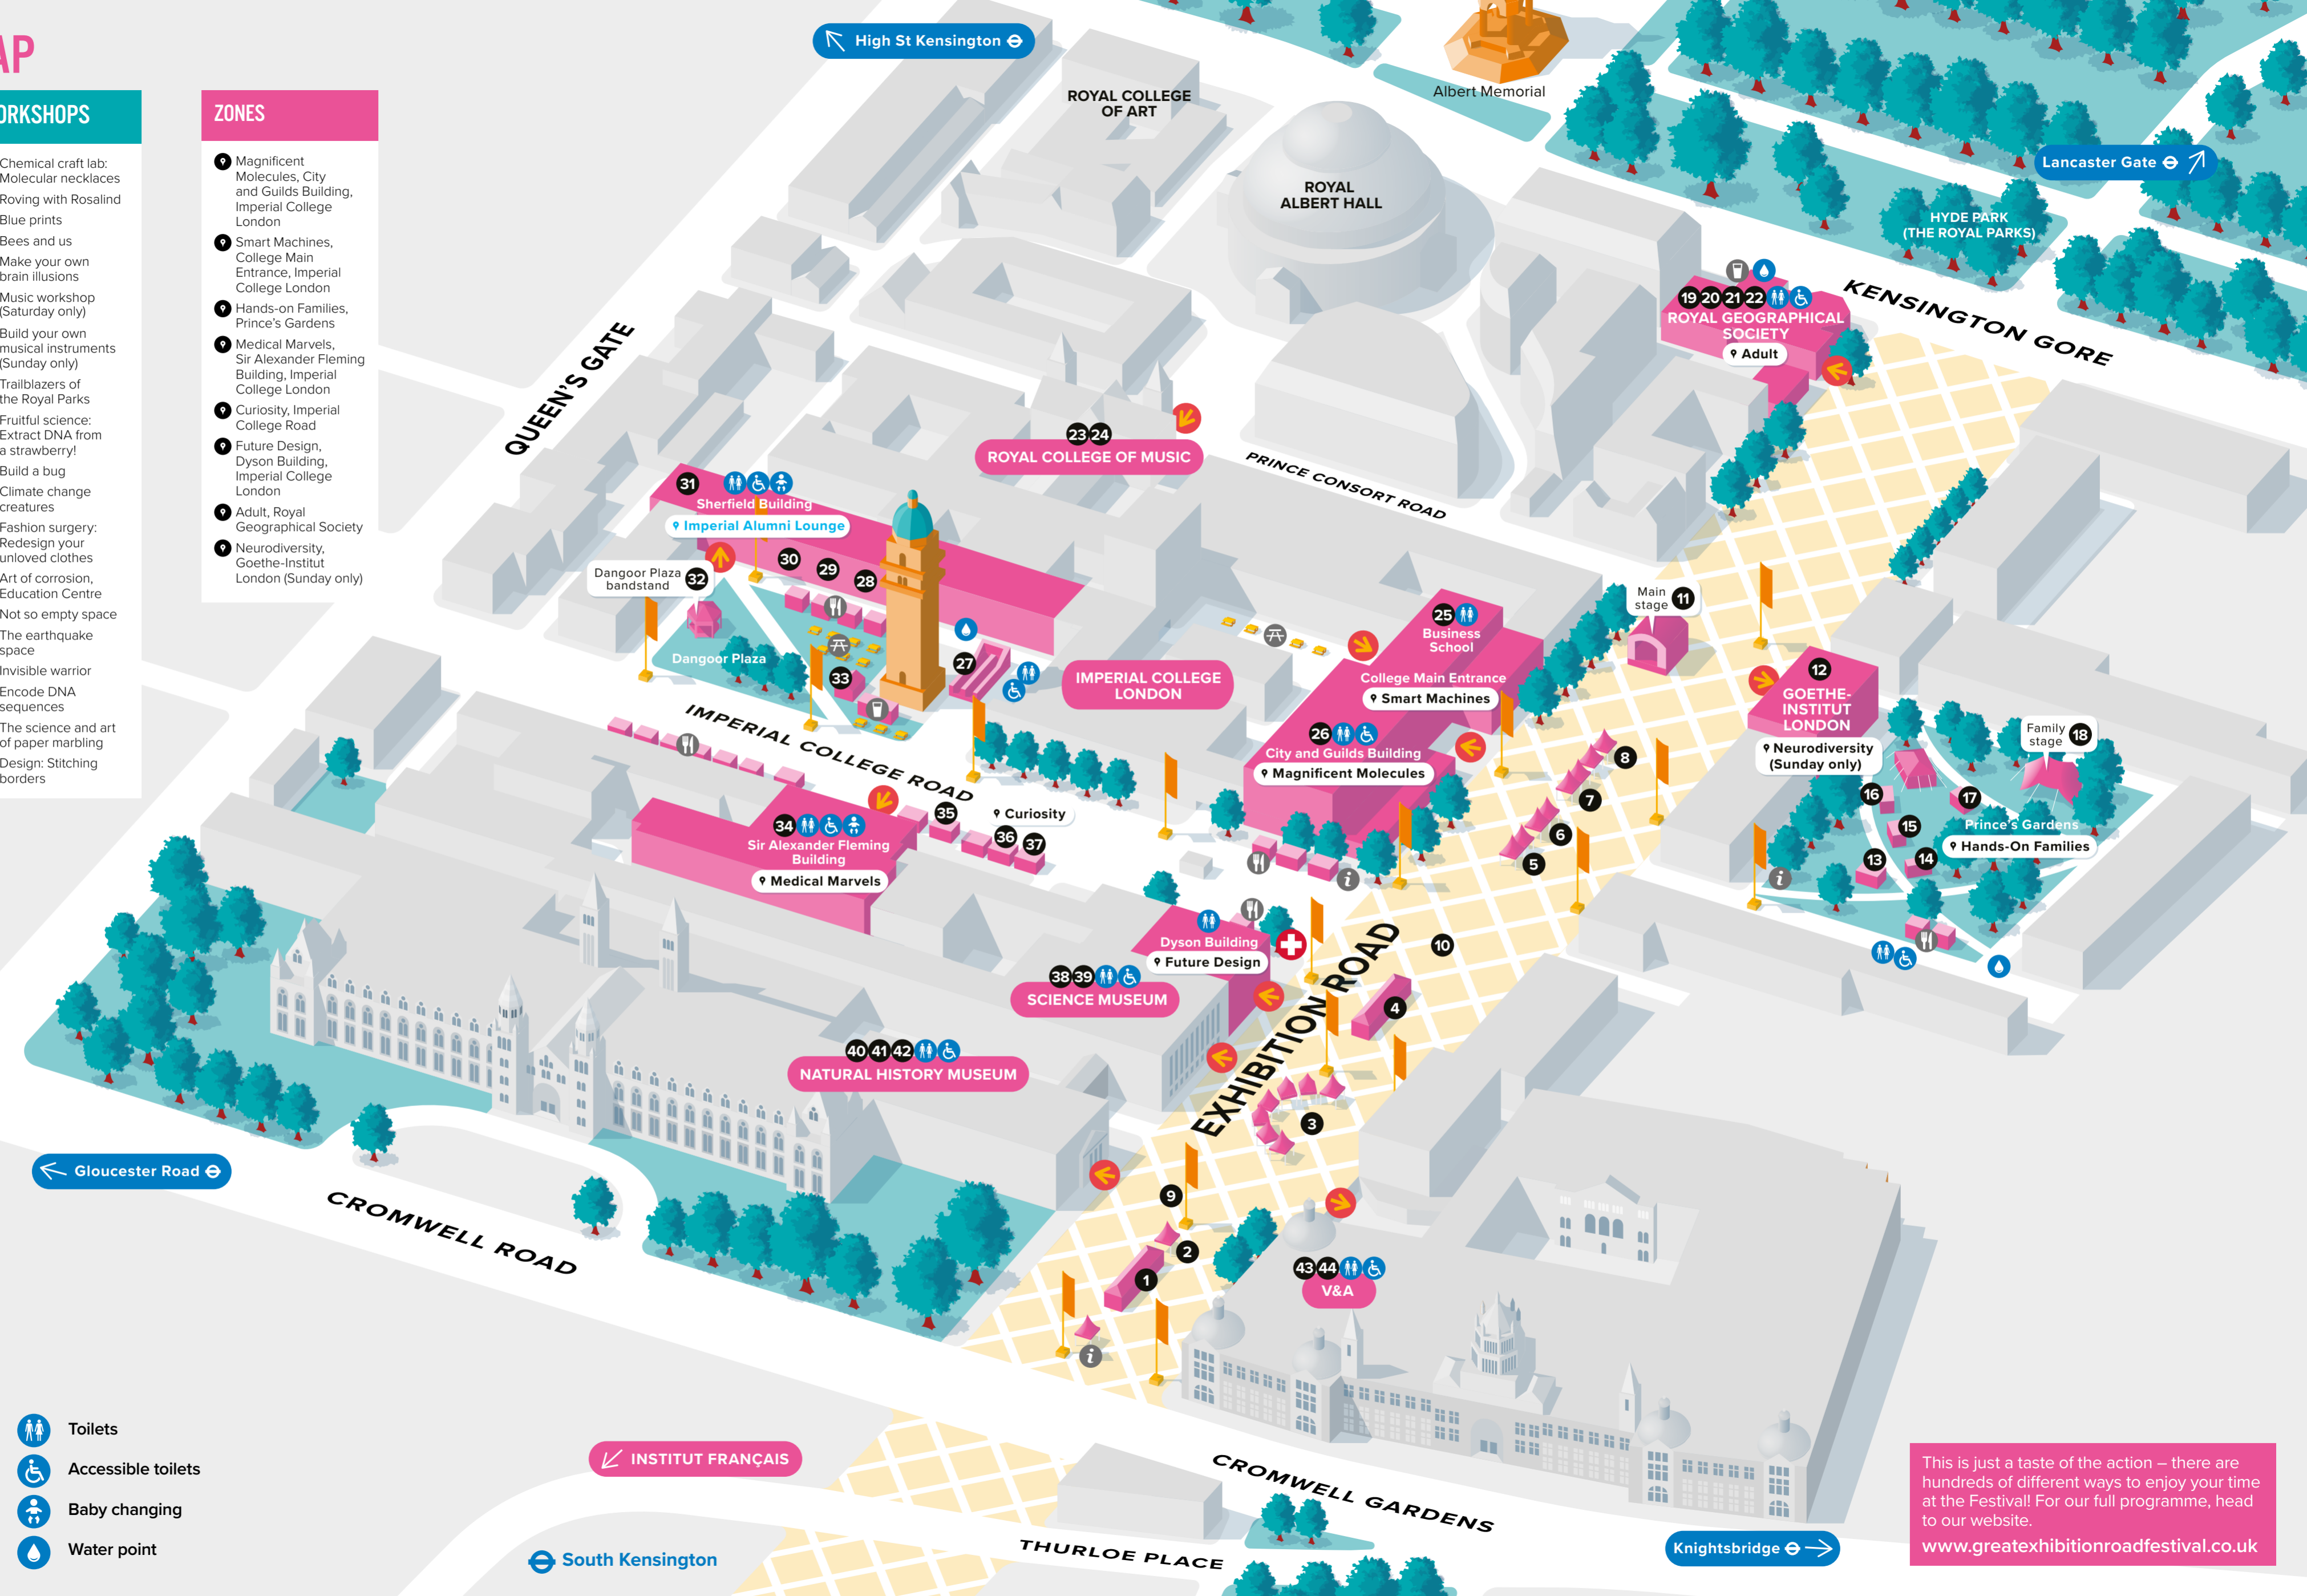 AP
ORKSHOPS
Chemical craft lab:
Molecular necklaces
Roving with Rosalind
Blue prints
Bees and us
Make your own
brain illusions
Music workshop
(Saturday only)
Build your own
musical instruments
(Sunday only)
Trailblazers of
the Royal Parks
Fruitful science:
Extract DNA from
a strawberry!
Build a bug
Climate change
creatures
Fashion surgery:
Redesign your
unloved clothes
Art of corrosion,
Education Centre
Not so empty space
The earthquake
space
Invisible warrior
Encode DNA
sequences
The science and art
of paper marbling
Design: Stitching
borders
ZONES
Magnificent
Molecules, City
and Guilds Building,
Imperial College
London
Smart Machines,
College Main
Entrance, Imperial
College London
Hands-on Families,
Prince's Gardens
Medical Marvels,
Sir Alexander Fleming
Building, Imperial
College London
Curiosity, Imperial
College Road
Future Design,
Dyson Building,
Imperial College
London
Adult, Royal
Geographical Society
Neurodiversity,
Goethe-Institut
London (Sunday only)
High St Kensington
ROYAL COLLEGE
OF ART
Albert Memorial
ROYAL
ALBERT HALL
Lancaster Gate
HYDE PARK
(THE ROYAL PARKS)
KENSINGTON GORE
19 20 21 22
ROYAL GEOGRAPHICAL
SOCIETY
Adult
QUEEN'S GATE
23 24
ROYAL COLLEGE OF MUSIC
PRINCE CONSORT ROAD
31
Sherfield Building
Imperial Alumni Lounge
30
29
28
Dangoor Plaza
bandstand
32
Dangoor Plaza
33
27
IMPERIAL COLLEGE
LONDON
25
Business
School
College Main Entrance
Smart Machines
26
City and Guilds Building
Magnificent Molecules
Main
stage
11
12
GOETHE-
INSTITUT
LONDON
Neurodiversity
(Sunday only)
Family
stage
18
16
17
15
Prince's Gardens
Hands-On Families
13
14
i
8
7
6
5
IMPERIAL COLLEGE ROAD
35
Curiosity
36
37
34
Sir Alexander Fleming
Building
Medical Marvels
i
Dyson Building
Future Design
38 39
SCIENCE MUSEUM
EXHIBITION ROAD
10
4
40 41 42
NATURAL HISTORY MUSEUM
3
9
2
1
i
43 44
V&A
Gloucester Road
CROMWELL ROAD
INSTITUT FRANÇAIS
South Kensington
CROMWELL GARDENS
THURLOE PLACE
Knightsbridge
Toilets
Accessible toilets
Baby changing
Water point
This is just a taste of the action – there are
hundreds of different ways to enjoy your time
at the Festival! For our full programme, head
to our website.
www.greatexhibitionroadfestival.co.uk